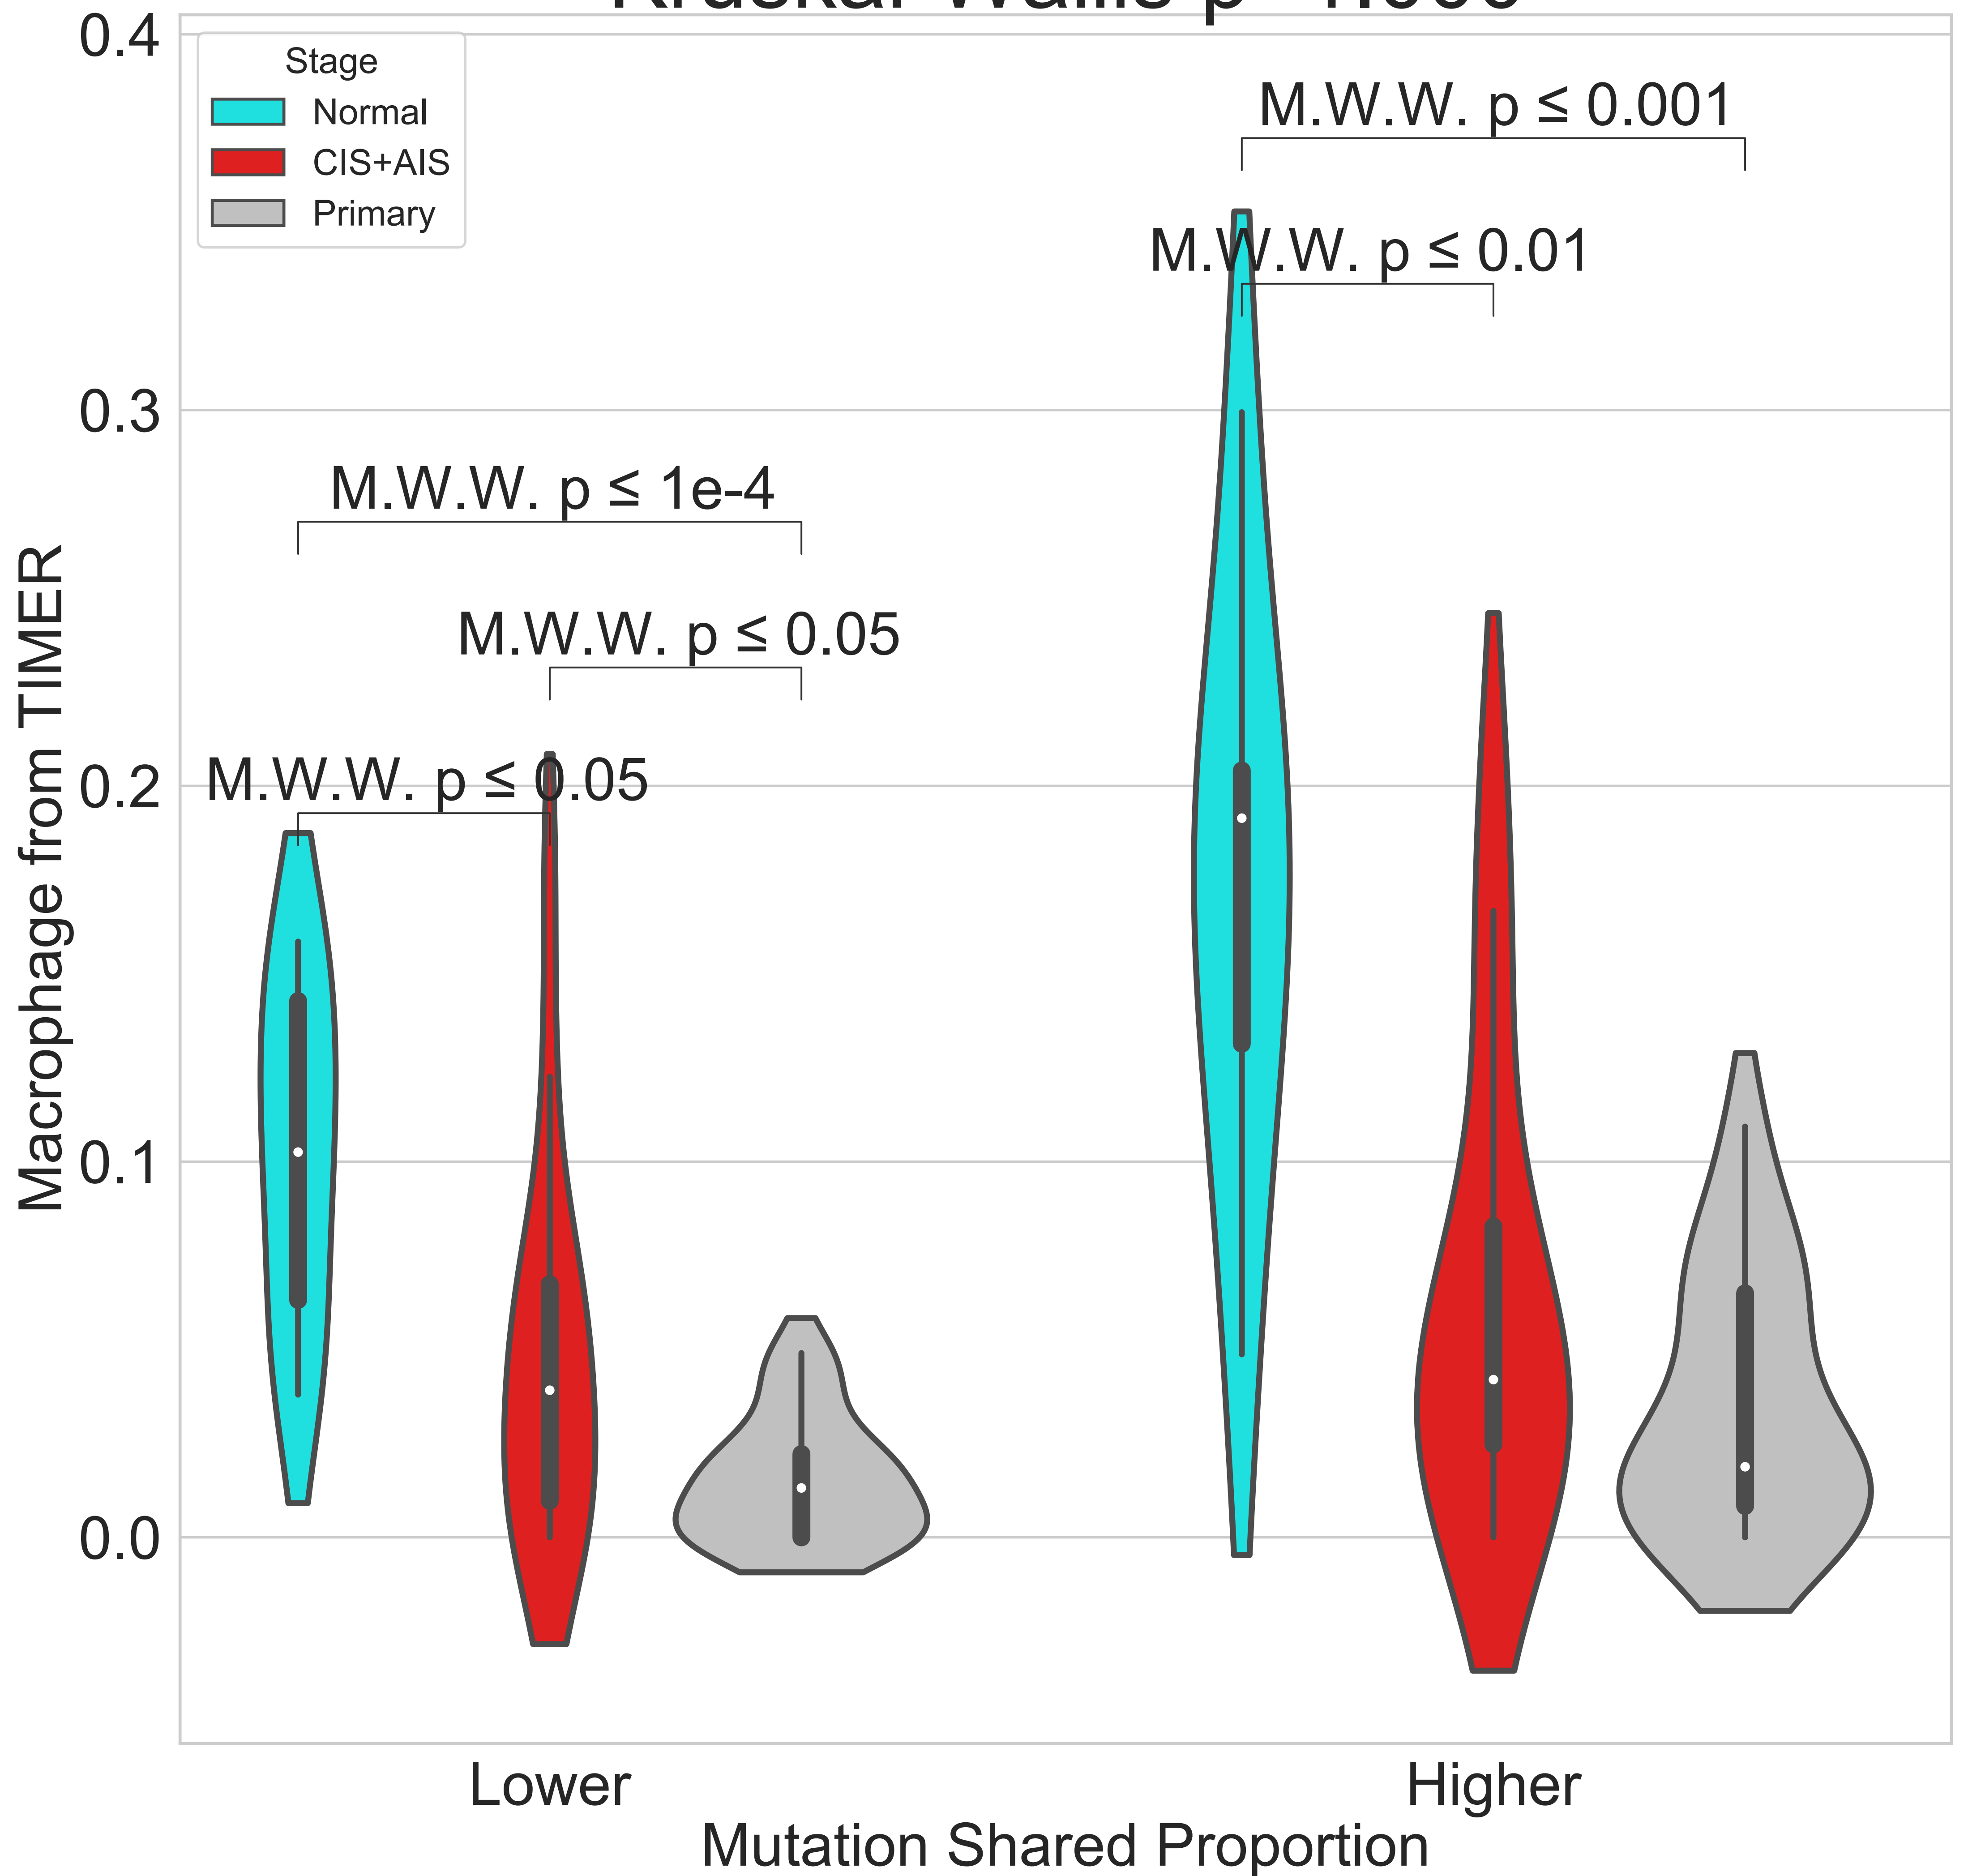 0.4
Stage
Normal
CIS+AIS
Primary
M.W.W. p ≤ 0.001
M.W.W. p ≤ 0.01
0.3
M.W.W. p ≤ 1e-4
M.W.W. p ≤ 0.05
0.2
M.W.W. p ≤ 0.05
0.1
0.0
Macrophage from TIMER
Lower
Higher
Mutation Shared Proportion